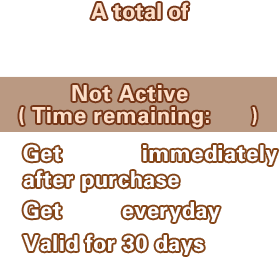 A total of
Not Active
( Time remaining: )
Get immediately
after purchase
Get everyday
Valid for 30 days